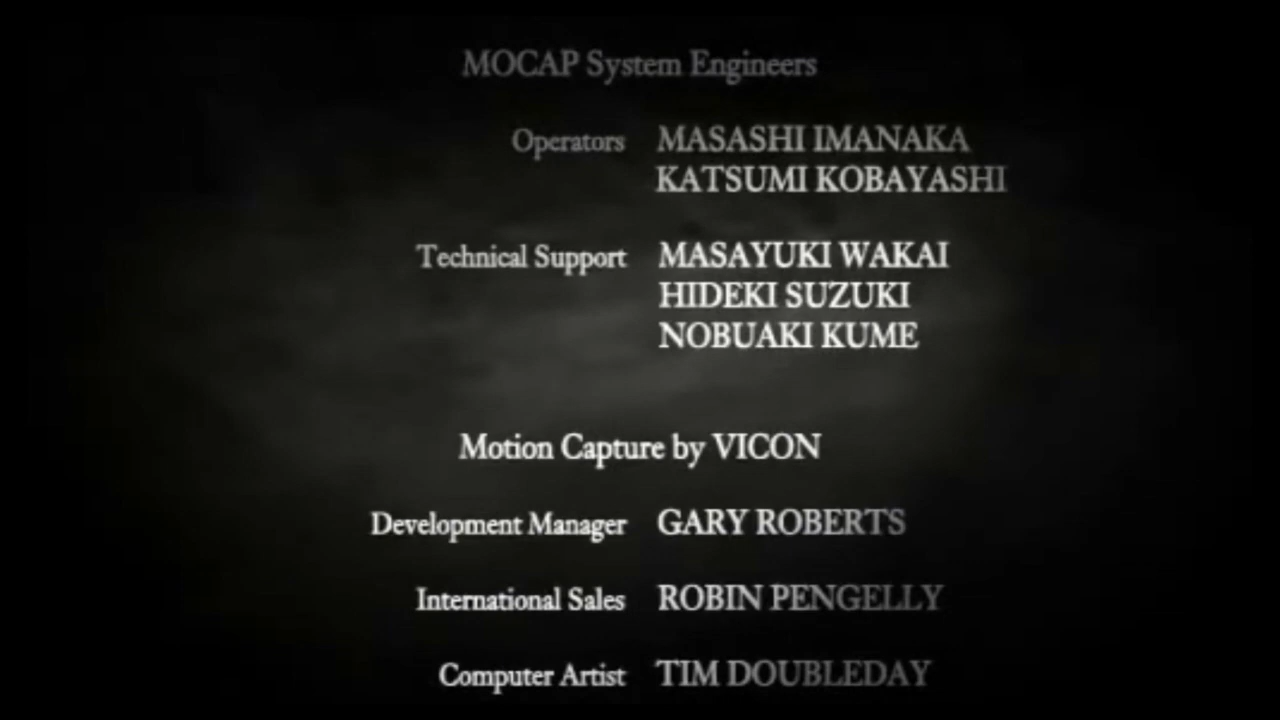 MOCAP System Engineers
Operators MASASHI IMANAKA
KATSUMI KOBAYASHI
Technical Support MASAYUKI WAKAI
HIDEKI SUZUKI
NOBUAKI KUME
Motion Capture by VICON
Development Manager GARY ROBERTS
International Sales ROBIN PENGELLY
Computer Artist TIM DOUBLEDAY